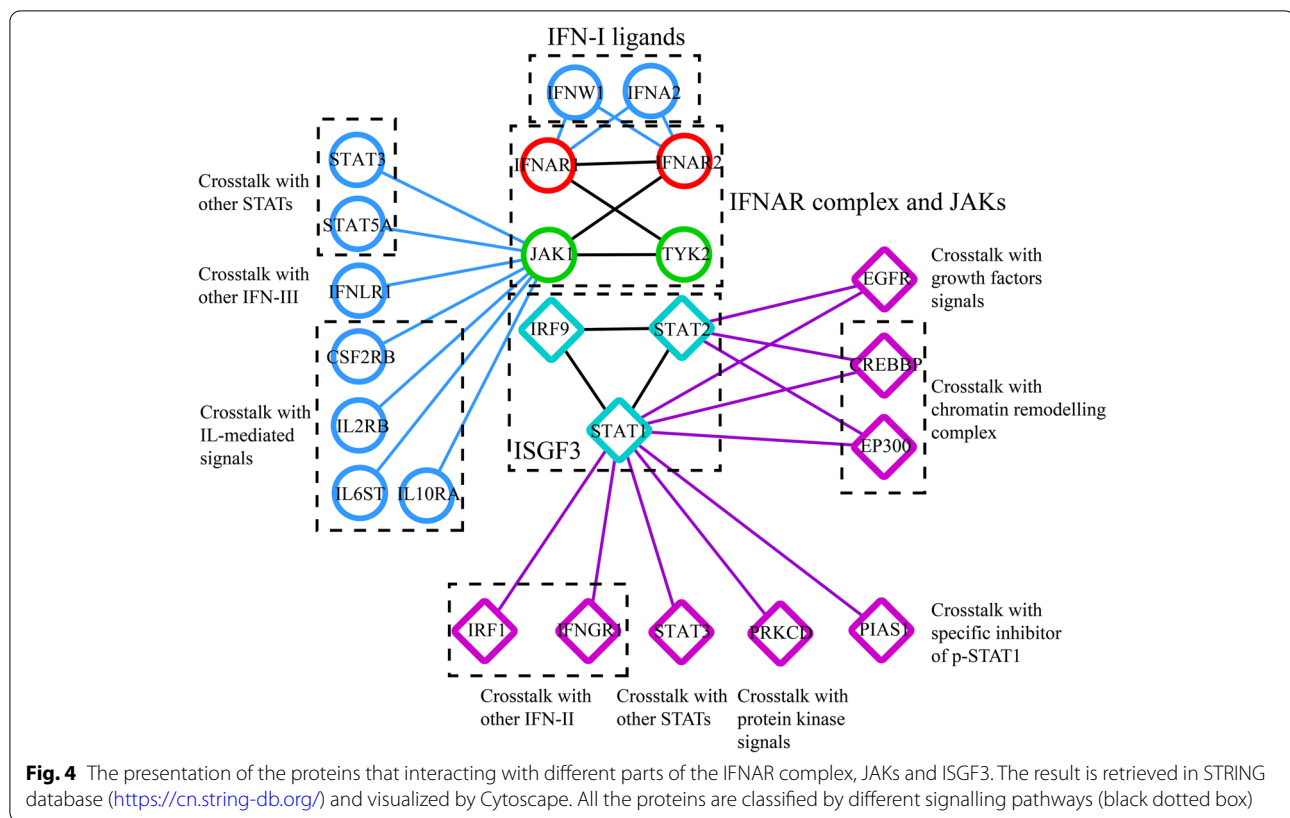 IFN-I ligands
IFNW1 IFNA2
STAT3
IFNAR1 IFNAR2
Crosstalk with
other STATs
IFNAR complex and JAKs
STAT5A
JAK1 TYK2
Crosstalk with
other IFN-III
IFNLR1
EGFR
Crosstalk with
growth factors
signals
IRF9 STAT2
CSF2RB
CREBBP
Crosstalk with
chromatin remodelling
complex
Crosstalk with
IL-mediated
signals
IL2RB
STAT1
ISGF3
EP300
IL6ST IL10RA
IRF1 IFNGR1 STAT3 PRKCD PIAS1
Crosstalk with
specific inhibitor
of p-STAT1
Crosstalk with
other IFN-II
Crosstalk with
other STATs
Crosstalk with
protein kinase
signals
Fig. 4 The presentation of the proteins that interacting with different parts of the IFNAR complex, JAKs and ISGF3. The result is retrieved in STRING
database (https://cn.string-db.org/) and visualized by Cytoscape. All the proteins are classified by different signalling pathways (black dotted box)